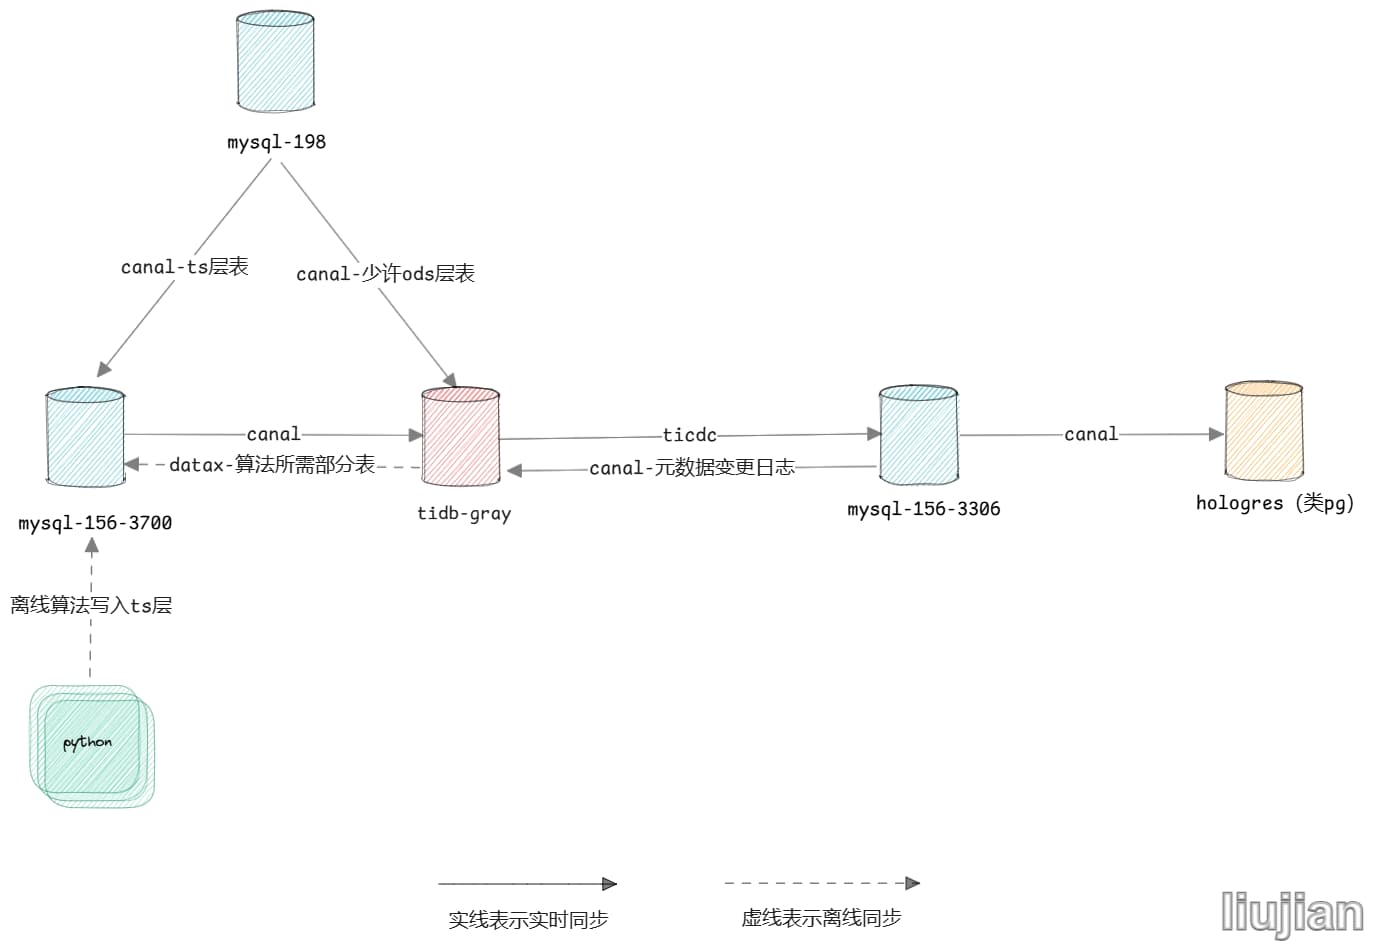 mysql-198
canal-ts层表
canal-少许ods层表
canal
ticdc
canal
datax-算法所需部分表
canal-元数据变更日志
mysql-156-3700
tidb-gray
mysql-156-3306
hologres（类pg）
离线算法写入ts层
python
实线表示实时同步
虚线表示离线同步
liujian